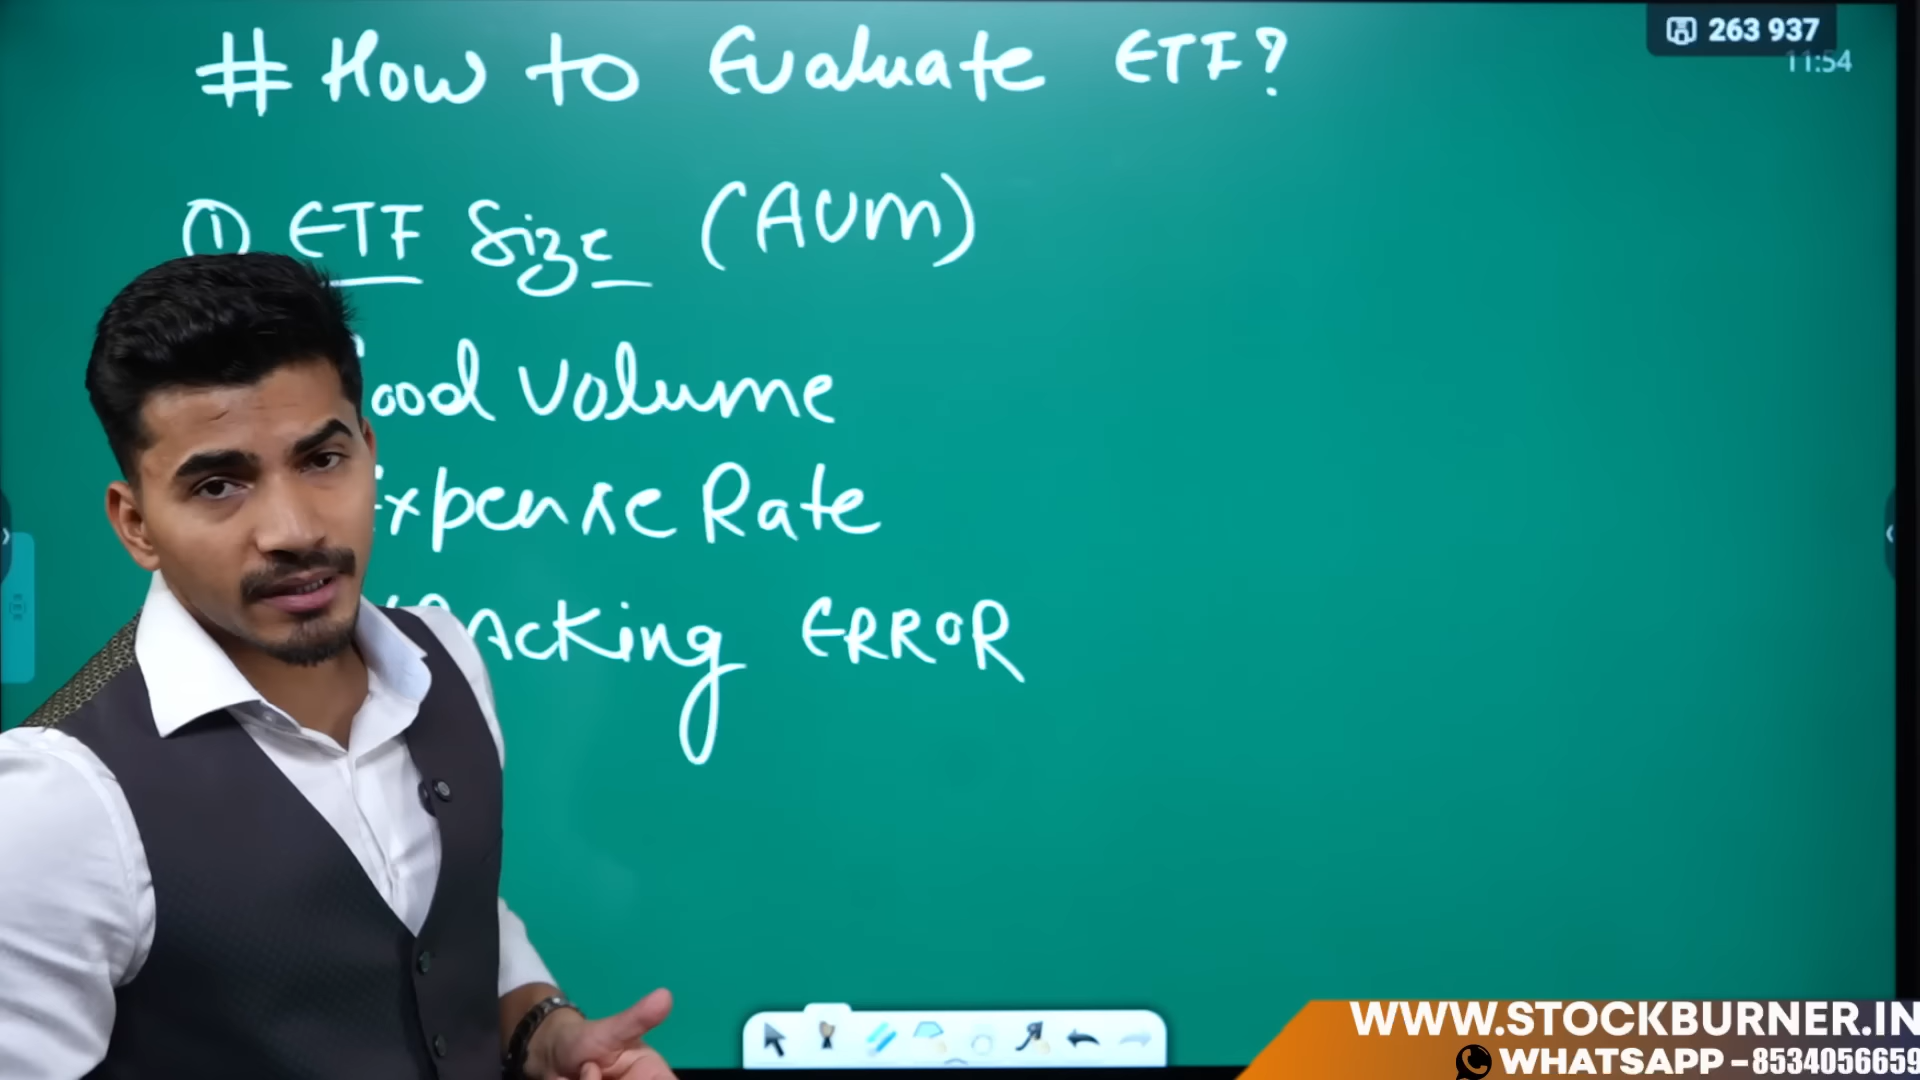 263 937
11:54
# How to Evaluate ETF?
① ETF Size (AUM)
ood Volume
xpense Rate
racking ERROR
WWW.STOCKBURNER.IN
WHATSAPP - 8534056659